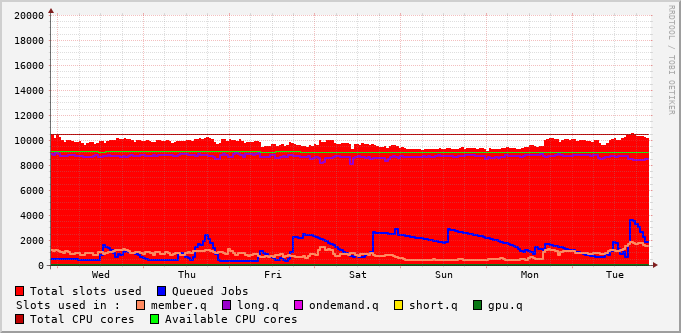 RRDTOOL / TOBI OETIKER
20000
18000
16000
14000
12000
10000
8000
6000
4000
2000
0
Wed Thu Fri Sat Sun Mon Tue
Total slots used Queued Jobs
Slots used in : member.q long.q ondemand.q short.q gpu.q
Total CPU cores Available CPU cores